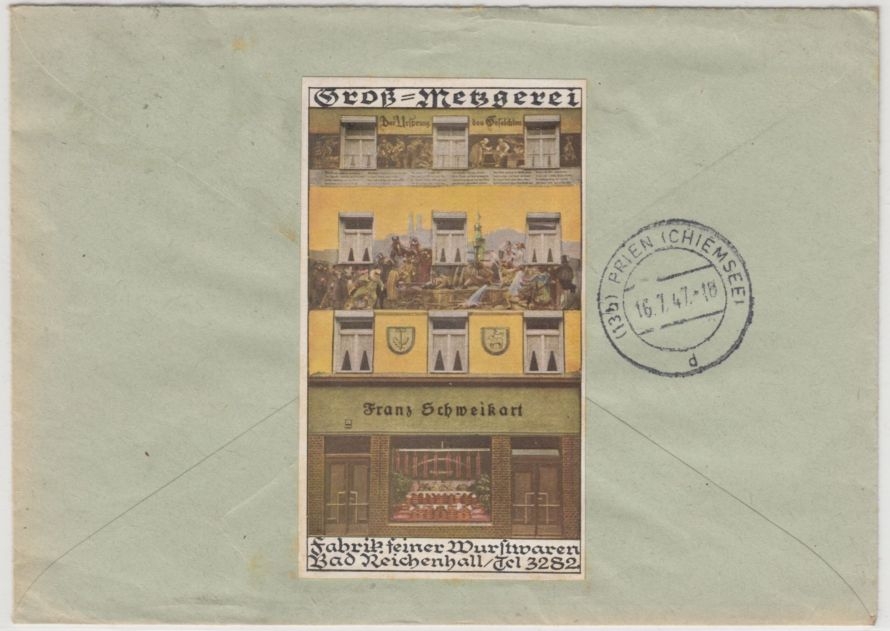 Groß=Metzgerei
Der Ursprung des Geselchten
Franz Schweikart
Fabrik feiner Wurstwaren
Bad Reichenhall/Tel 3282
(13b) PRIEN (CHIEMSEE)
16.7.47.-18
d